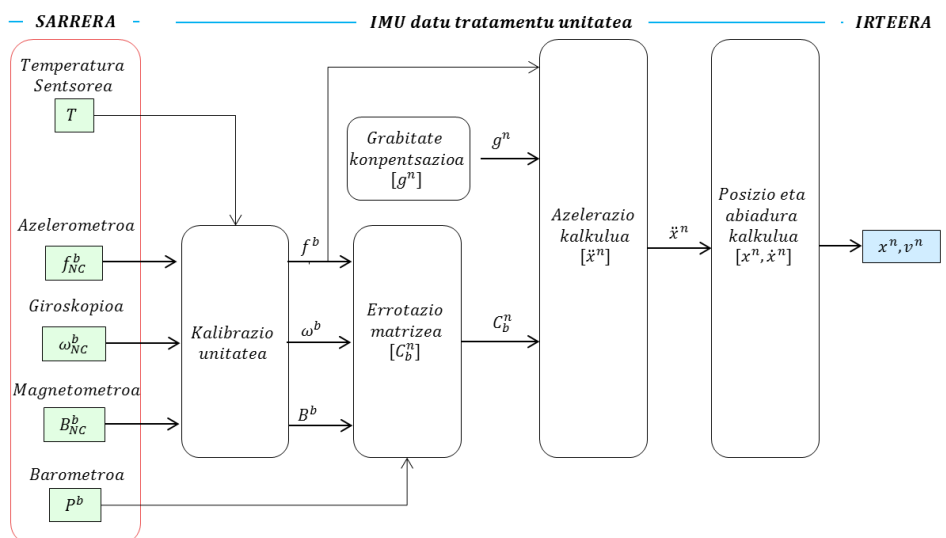 SARRERA
IMU datu tratamentu unitatea
IRTEERA
Temperatura
Sentsorea
T
Azelerometroa
f^b_NC
Giroskopioa
ω^b_NC
Magnetometroa
B^b_NC
Barometroa
P^b
Kalibrazio
unitatea
f^b
ω^b
B^b
Grabitate
konpentsazioa
[g^n]
g^n
Errotazio
matrizea
[C^n_b]
C^n_b
Azelerazio
kalkulua
[ẍ^n]
ẍ^n
Posizio eta
abiadura
kalkulua
[x^n, ẋ^n]
x^n, v^n